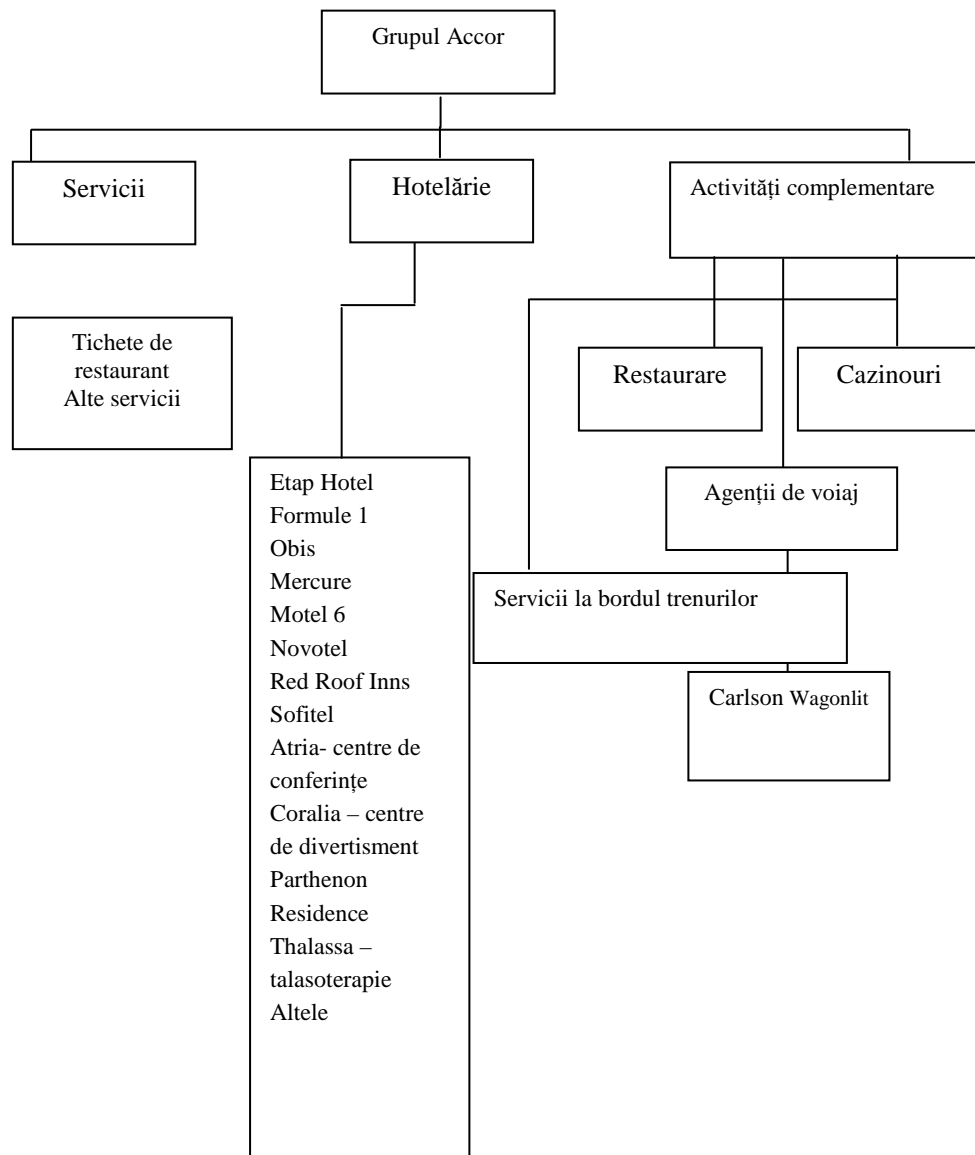 Grupul Accor
Servicii
Hotelărie
Activități complementare
Tichete de
restaurant
Alte servicii
Restaurare
Cazinouri
Etap Hotel
Formule 1
Obis
Mercure
Motel 6
Novotel
Red Roof Inns
Sofitel
Atria- centre de
conferințe
Coralia – centre
de divertisment
Parthenon
Residence
Thalassa –
talasoterapie
Altele
Agenții de voiaj
Servicii la bordul trenurilor
Carlson Wagonlit